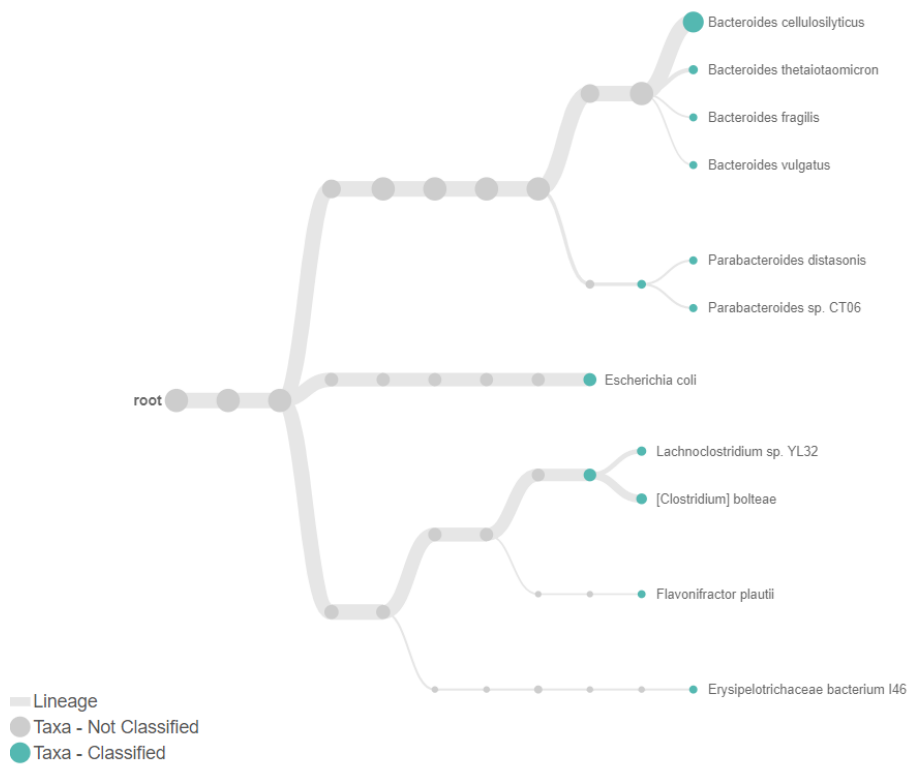 Bacteroides cellulosilyticus
Bacteroides thetaiotaomicron
Bacteroides fragilis
Bacteroides vulgatus
Parabacteroides distasonis
Parabacteroides sp. CT06
Escherichia coli
root
Lachnoclostridium sp. YL32
[Clostridium] bolteae
Flavonifractor plautii
Erysipelotrichaceae bacterium I46
Lineage
Taxa - Not Classified
Taxa - Classified